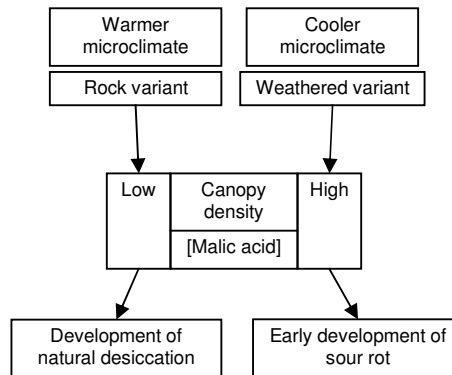 Warmer
microclimate
Cooler
microclimate
Rock variant
Weathered variant
Low
Canopy
density
High
[Malic acid]
Development of
natural desiccation
Early development of
sour rot